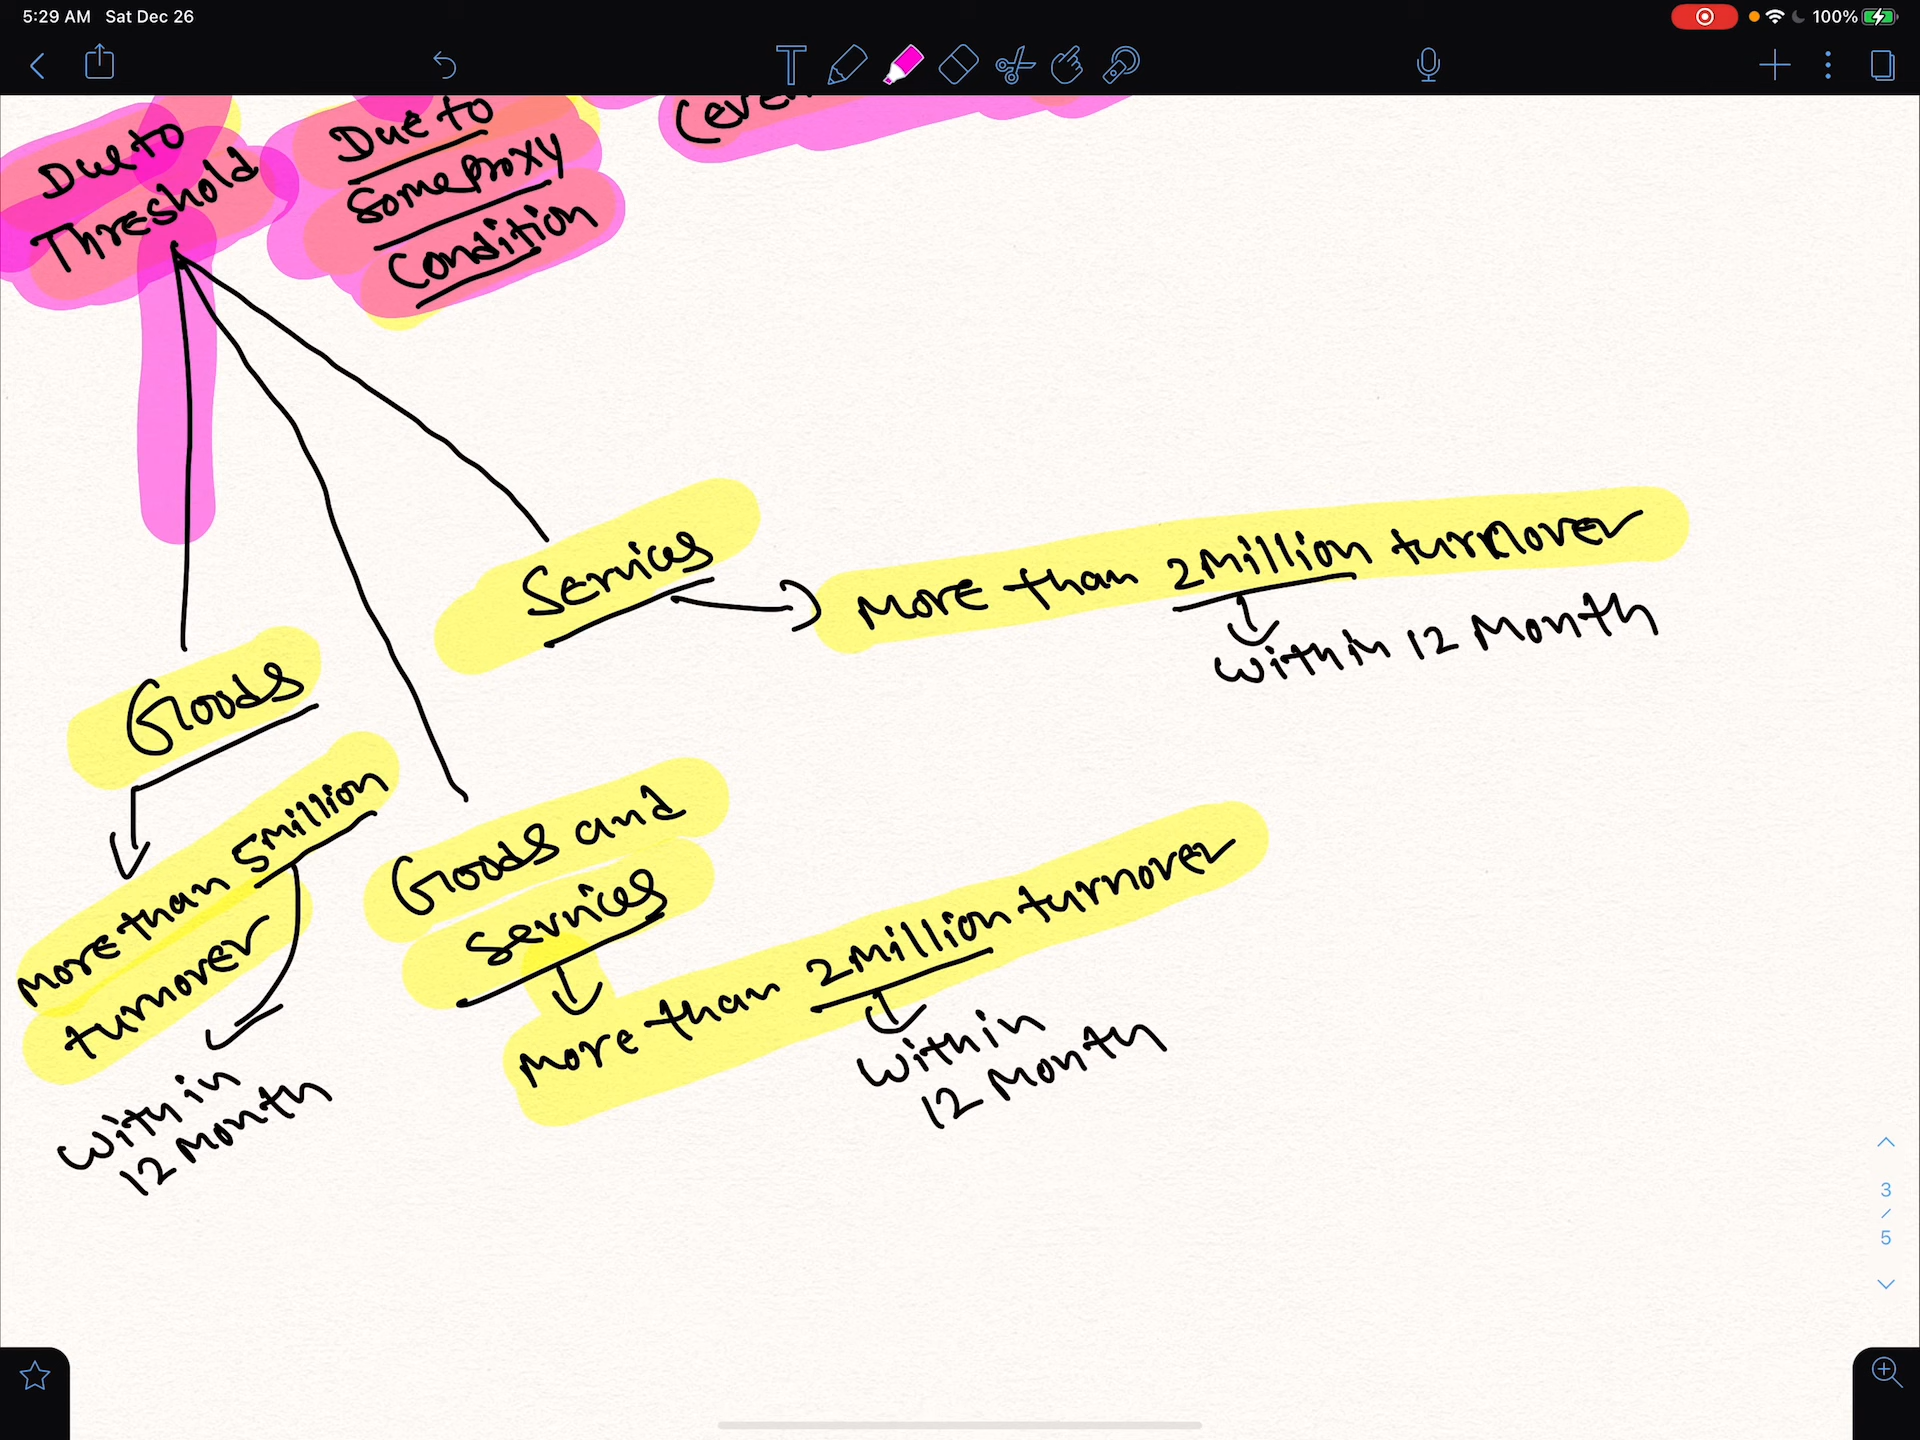 5:29 AM Sat Dec 26
100%
T
Due to
Threshold
Due to
Some Proxy
Condition
Services
More than 2 Million turnover
within 12 Month
Goods
More than 5 Million
turnover
With in
12 Month
Goods and
Services
More than 2 Million turnover
Within
12 Month
3
/
5